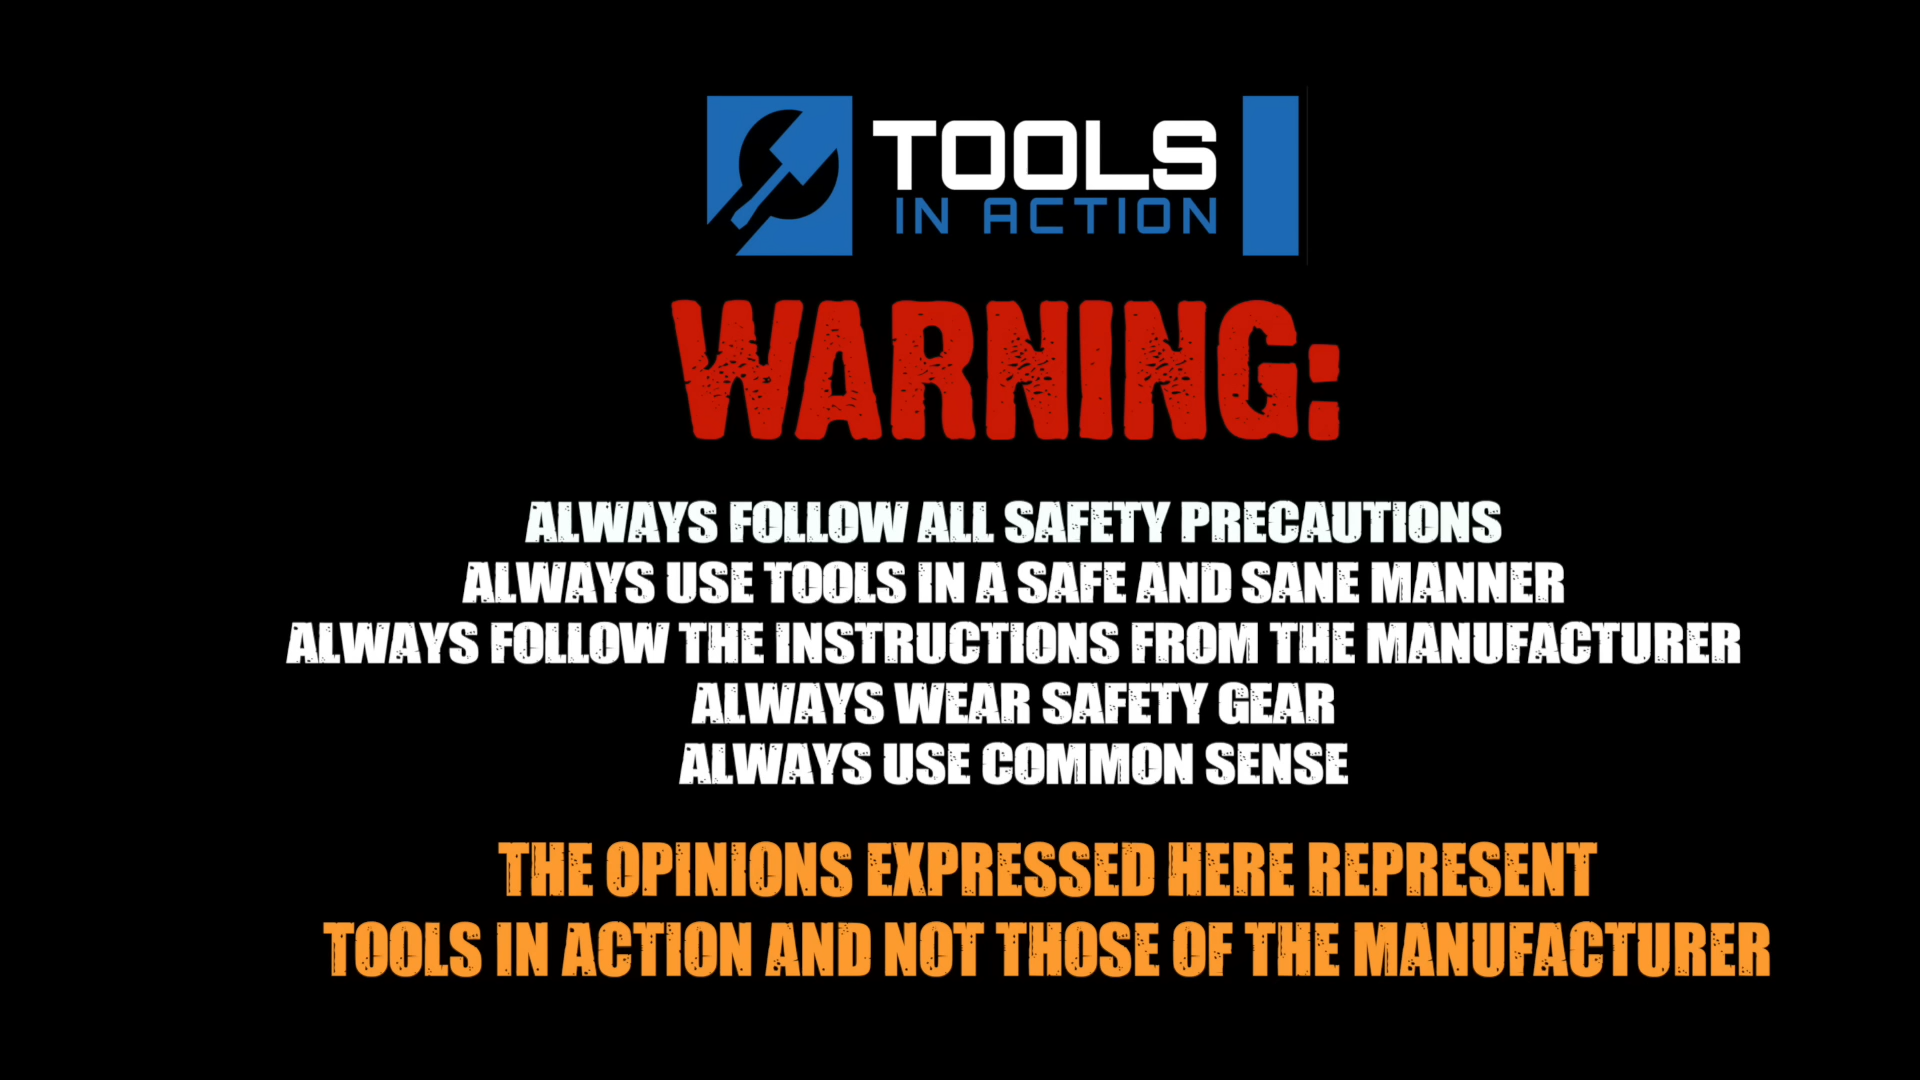 TOOLS
IN ACTION
WARNING:
ALWAYS FOLLOW ALL SAFETY PRECAUTIONS
ALWAYS USE TOOLS IN A SAFE AND SANE MANNER
ALWAYS FOLLOW THE INSTRUCTIONS FROM THE MANUFACTURER
ALWAYS WEAR SAFETY GEAR
ALWAYS USE COMMON SENSE
THE OPINIONS EXPRESSED HERE REPRESENT
TOOLS IN ACTION AND NOT THOSE OF THE MANUFACTURER